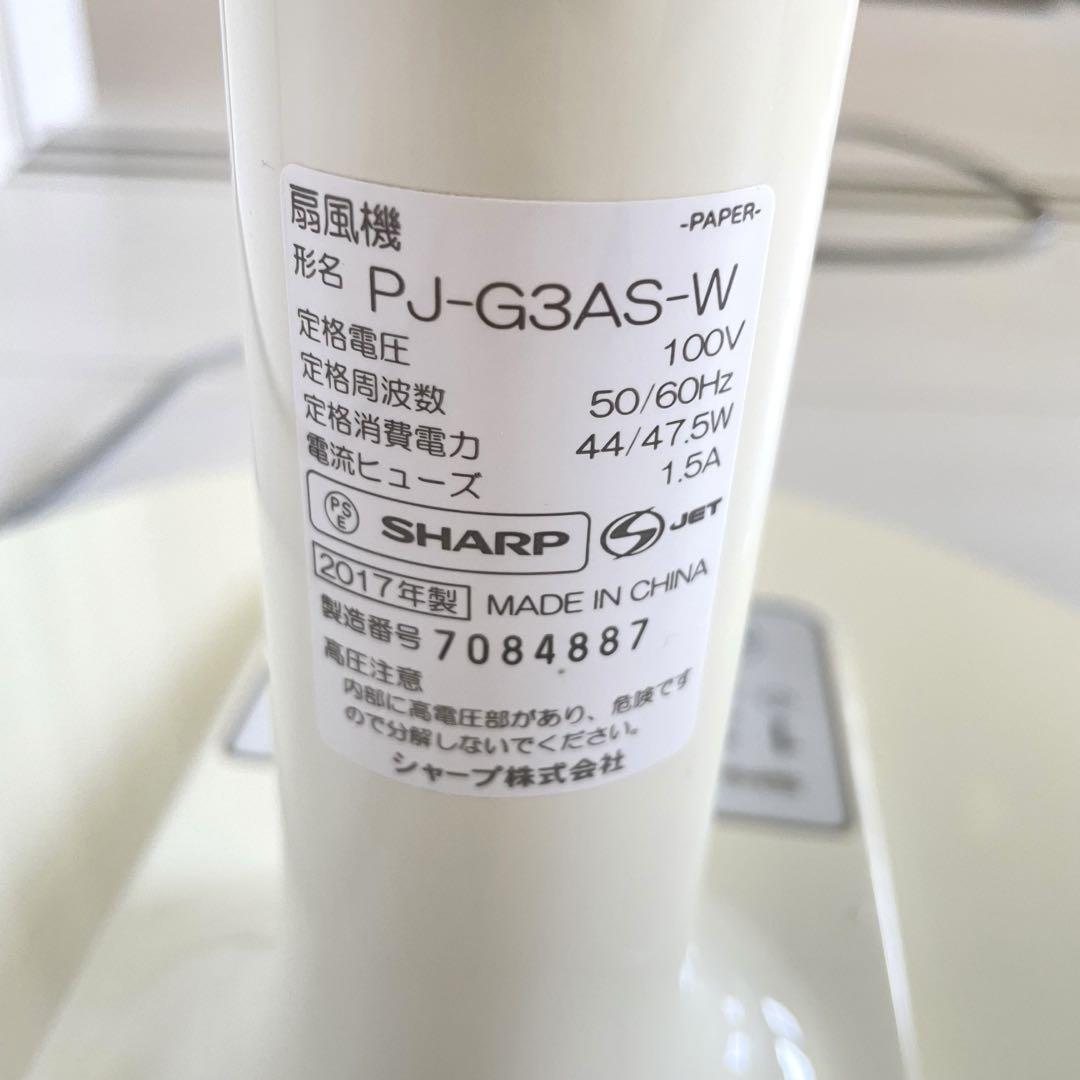 扇風機 -PAPER-
形名 PJ-G3AS-W
定格電圧 100V
定格周波数 50/60Hz
定格消費電力 44/47.5W
電流ヒューズ 1.5A
PSE SHARP JET
2017年製 MADE IN CHINA
製造番号 7084887
高圧注意
内部に高電圧部があり、危険です
ので分解しないでください。
シャープ株式会社